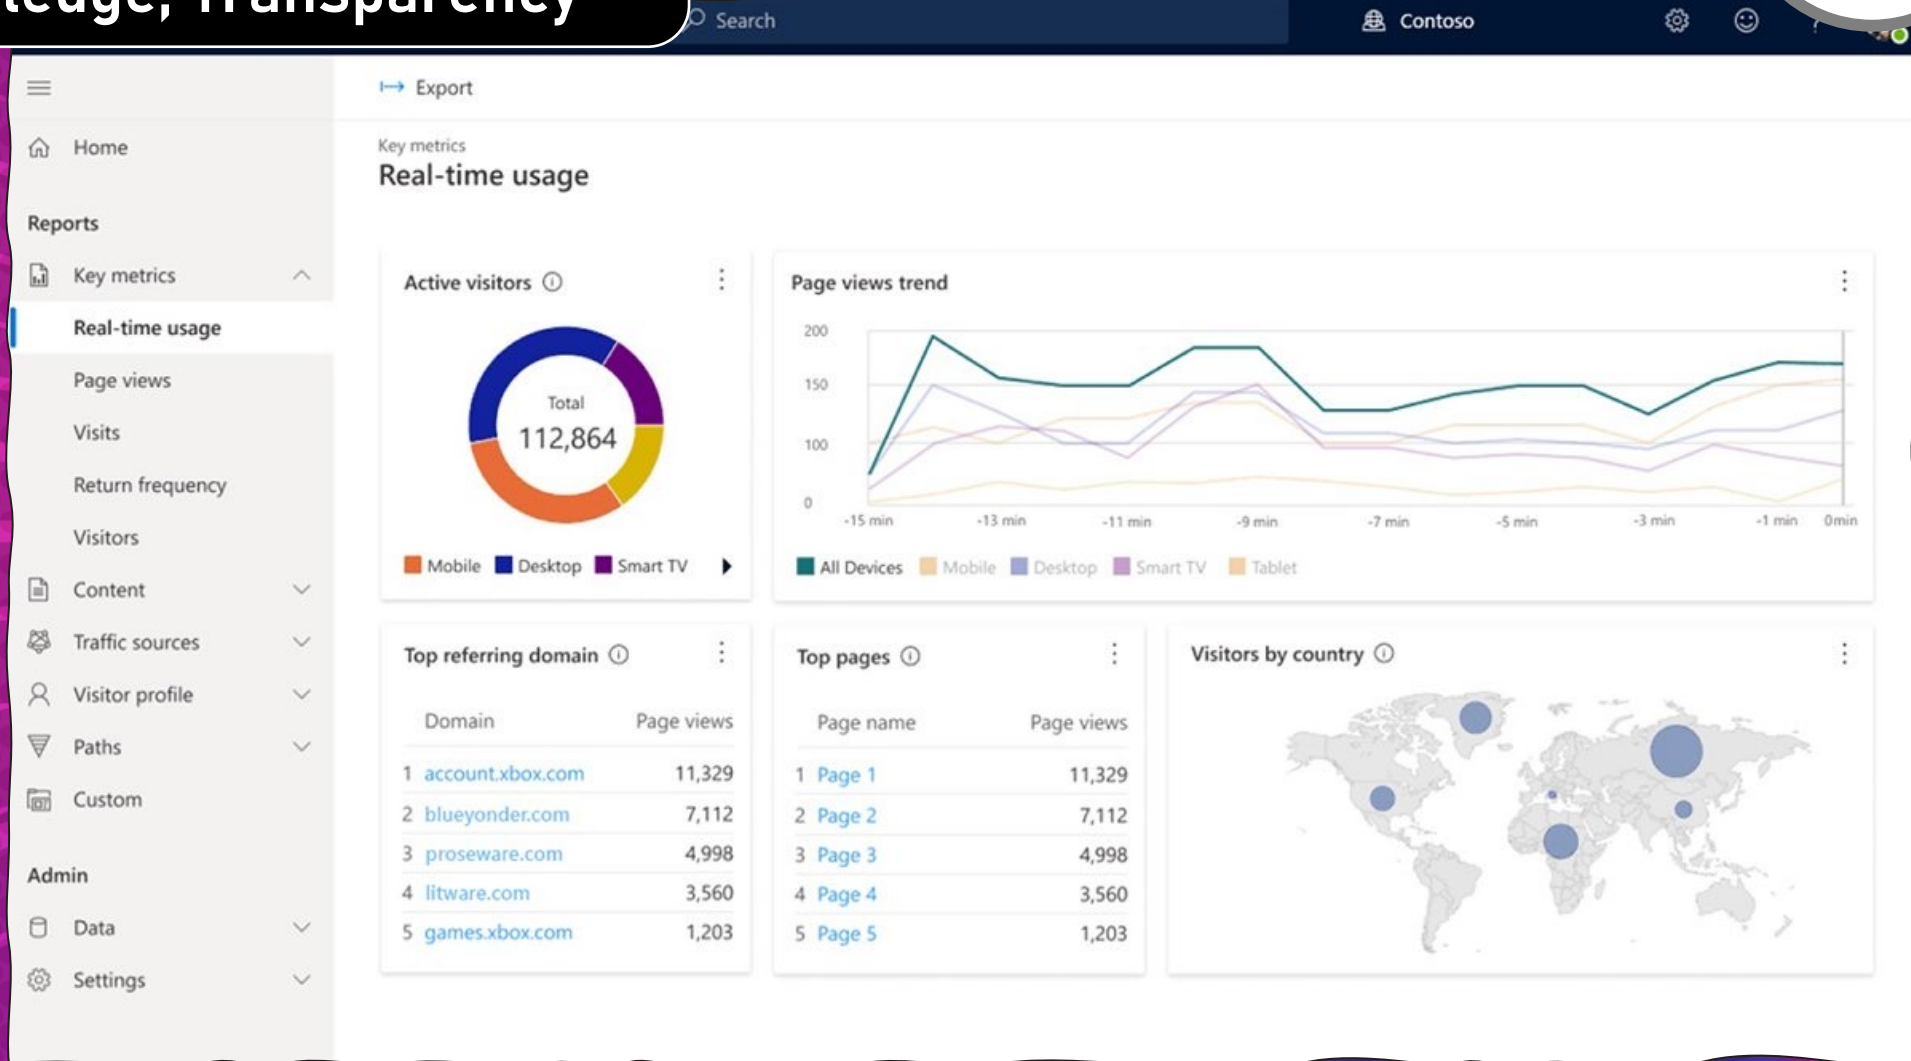 Transparency
Search
Contoso
?
Export
Home
Key metrics
Real-time usage
Reports
Key metrics
Real-time usage
Page views
Visits
Return frequency
Visitors
Content
Traffic sources
Visitor profile
Paths
Custom
Admin
Data
Settings
Active visitors
Total
112,864
Mobile Desktop Smart TV
Page views trend
200
150
100
0
-15 min -13 min -11 min -9 min -7 min -5 min -3 min -1 min 0min
All Devices Mobile Desktop Smart TV Tablet
Top referring domain
Domain Page views
1 account.xbox.com 11,329
2 blueyonder.com 7,112
3 proseware.com 4,998
4 litware.com 3,560
5 games.xbox.com 1,203
Top pages
Page name Page views
1 Page 1 11,329
2 Page 2 7,112
3 Page 3 4,998
4 Page 4 3,560
5 Page 5 1,203
Visitors by country